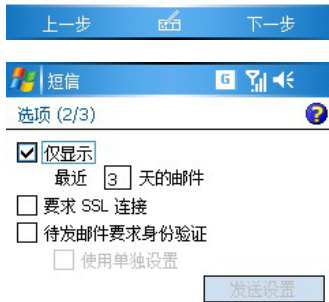 上一步 下一步
短信 G
选项 (2/3) ?
仅显示
最近 3 天的邮件
要求 SSL 连接
待发邮件要求身份验证
使用单独设置
发送设置